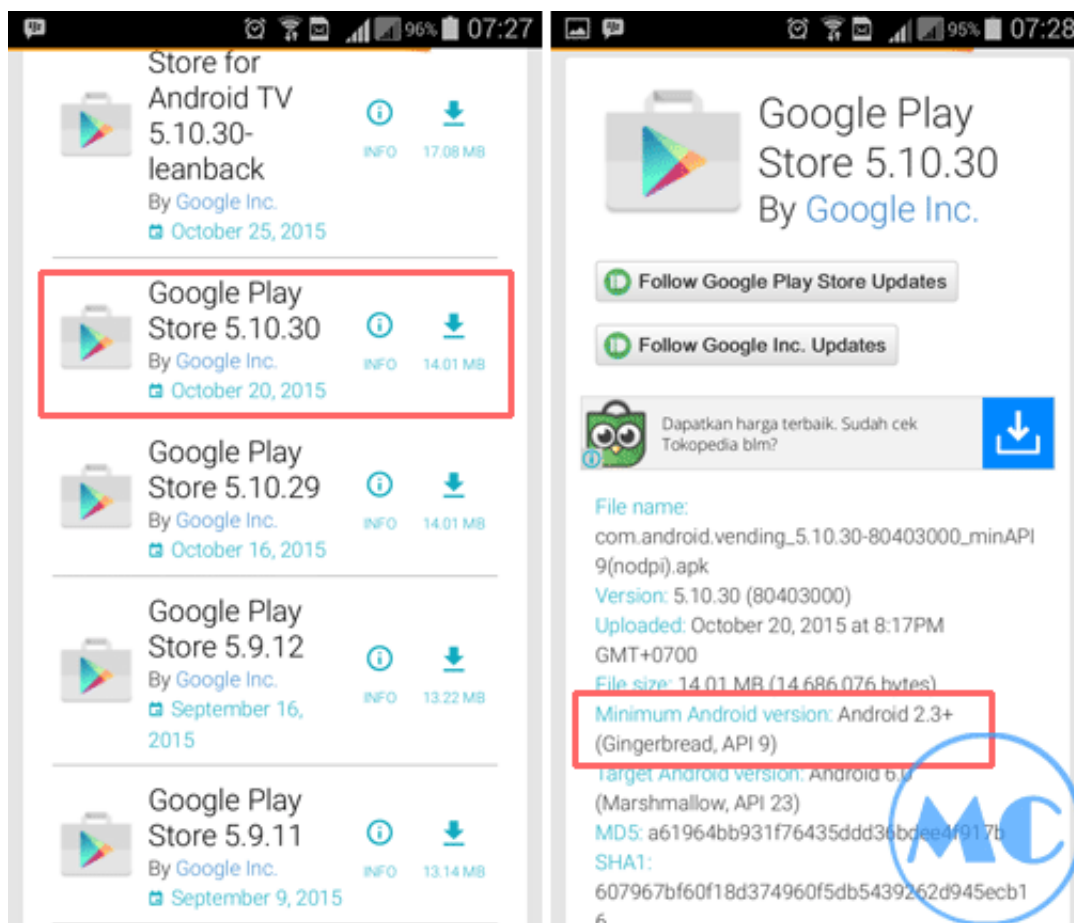 96% 07:27
Store for
Android TV
5.10.30-
leanback
INFO 17.08 MB
By Google Inc.
October 25, 2015
Google Play
Store 5.10.30
By Google Inc.
INFO 14.01 MB
October 20, 2015
Google Play
Store 5.10.29
By Google Inc.
INFO 14.01 MB
October 16, 2015
Google Play
Store 5.9.12
By Google Inc.
INFO 13.22 MB
September 16,
2015
Google Play
Store 5.9.11
By Google Inc.
INFO 13.14 MB
September 9, 2015
95% 07:28
Google Play
Store 5.10.30
By Google Inc.
Follow Google Play Store Updates
Follow Google Inc. Updates
Dapatkan harga terbaik. Sudah cek
Tokopedia blm?
File name:
com.android.vending_5.10.30-80403000_minAPI
9(nodpi).apk
Version: 5.10.30 (80403000)
Uploaded: October 20, 2015 at 8:17PM
GMT+0700
File size: 14.01 MB (14,686,076 bytes)
Minimum Android version: Android 2.3+
(Gingerbread, API 9)
Target Android version: Android 6.0
(Marshmallow, API 23)
MD5: a61964bb931f76435ddd36bdee4f917b
SHA1:
607967bf60f18d374960f5db5439262d945ecb1
6
MC